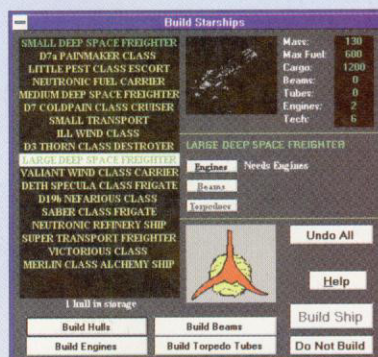 Build Starships
SMALL DEEP SPACE FREIGHTER
D7a PAINMAKER CLASS
LITTLE PEST CLASS ESCORT
NEUTRONIC FUEL CARRIER
MEDIUM DEEP SPACE FREIGHTER
D7 COLDPAIN CLASS CRUISER
SMALL TRANSPORT
ILL WIND CLASS
D3 THORN CLASS DESTROYER
LARGE DEEP SPACE FREIGHTER
VALIANT WIND CLASS CARRIER
DETH SPECULA CLASS FRIGATE
D19b NEFARIOUS CLASS
SABER CLASS FRIGATE
NEUTRONIC REFINERY SHIP
SUPER TRANSPORT FREIGHTER
VICTORIOUS CLASS
MERLIN CLASS ALCHEMY SHIP
1 hull in storage
Build Hulls
Build Beams
Build Engines
Build Torpedo Tubes
Mass: 130
Max Fuel: 600
Cargo: 1200
Beams: 0
Tubes: 0
Engines: 2
Tech: 6
LARGE DEEP SPACE FREIGHTER
Engines Needs Engines
Beams
Torpedoes
Undo All
Help
Build Ship
Do Not Build